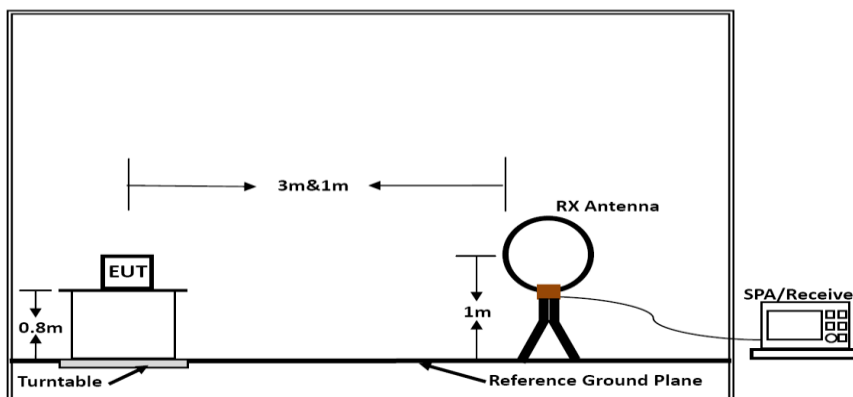 3m&1m
RX Antenna
EUT
SPA/Receive
0.8m
1m
Turntable
Reference Ground Plane